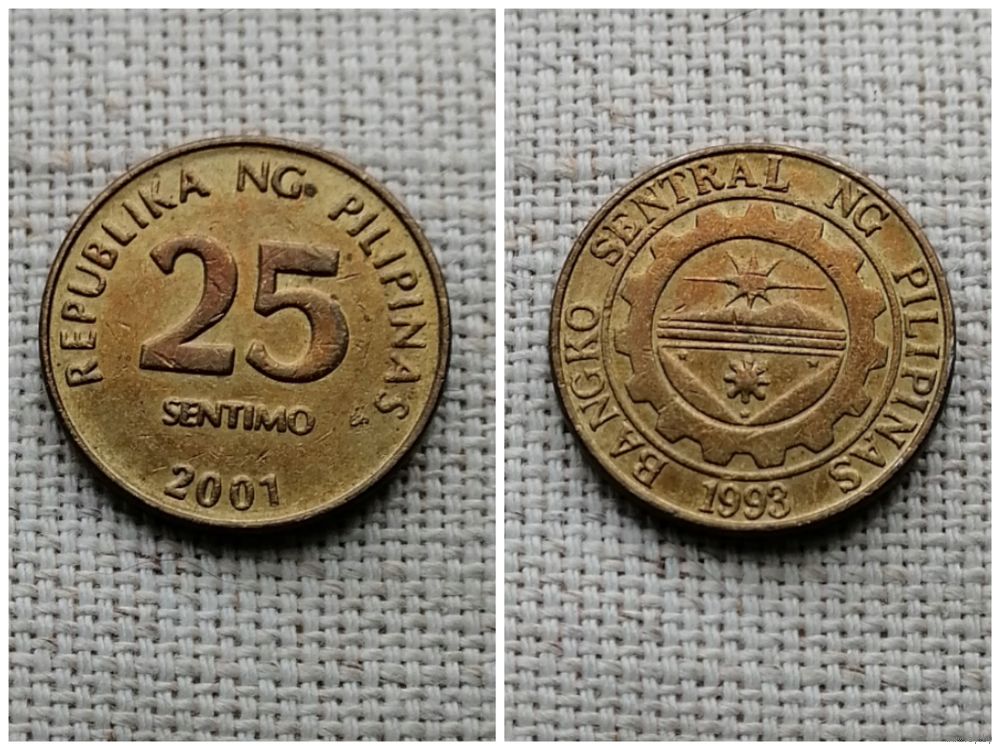 REPUBLIKA NG PILIPINAS
25
SENTIMO
2001
BANGKO SENTRAL NG PILIPINAS
1993